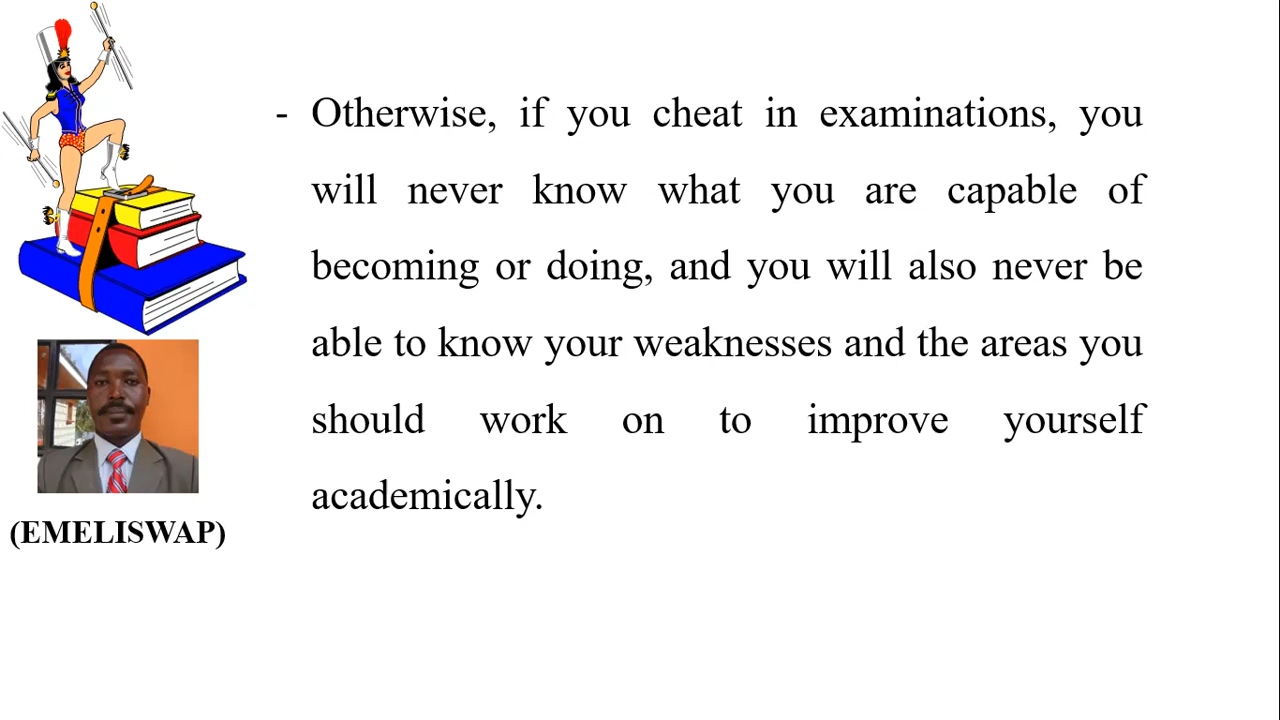 - Otherwise, if you cheat in examinations, you
will never know what you are capable of
becoming or doing, and you will also never be
able to know your weaknesses and the areas you
should work on to improve yourself
academically.
(EMELISWAP)